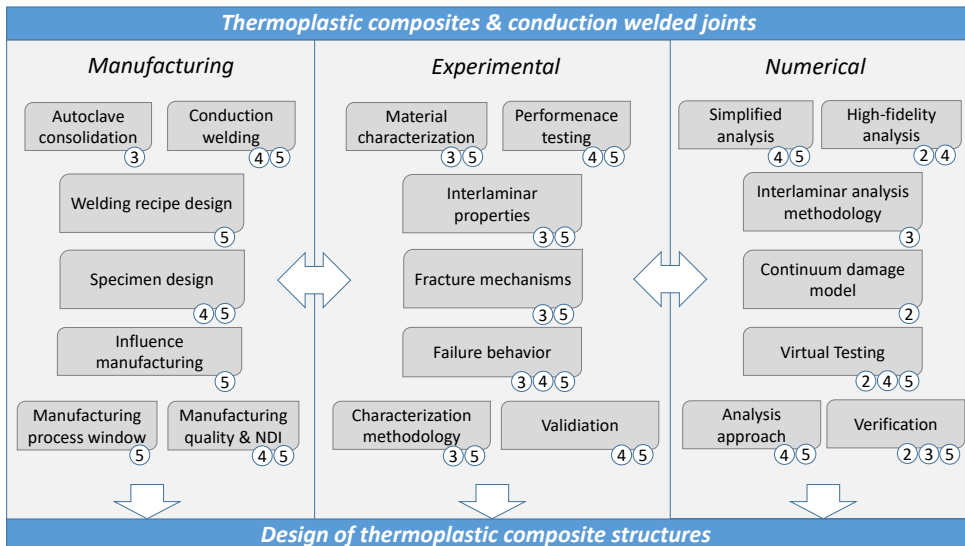 Thermoplastic composites & conduction welded joints
Manufacturing
Autoclave
consolidation
3
Conduction
welding
4 5
Welding recipe design
5
Specimen design
4 5
Influence
manufacturing
5
Manufacturing
process window
5
Manufacturing
quality & NDI
4 5
Experimental
Material
characterization
3 5
Performenace
testing
4 5
Interlaminar
properties
3 5
Fracture mechanisms
3 5
Failure behavior
3 4 5
Characterization
methodology
3 5
Validiation
4 5
Numerical
Simplified
analysis
4 5
High-fidelity
analysis
2 4
Interlaminar analysis
methodology
3
Continuum damage
model
2
Virtual Testing
2 4 5
Analysis
approach
4 5
Verification
2 3 5
Design of thermoplastic composite structures